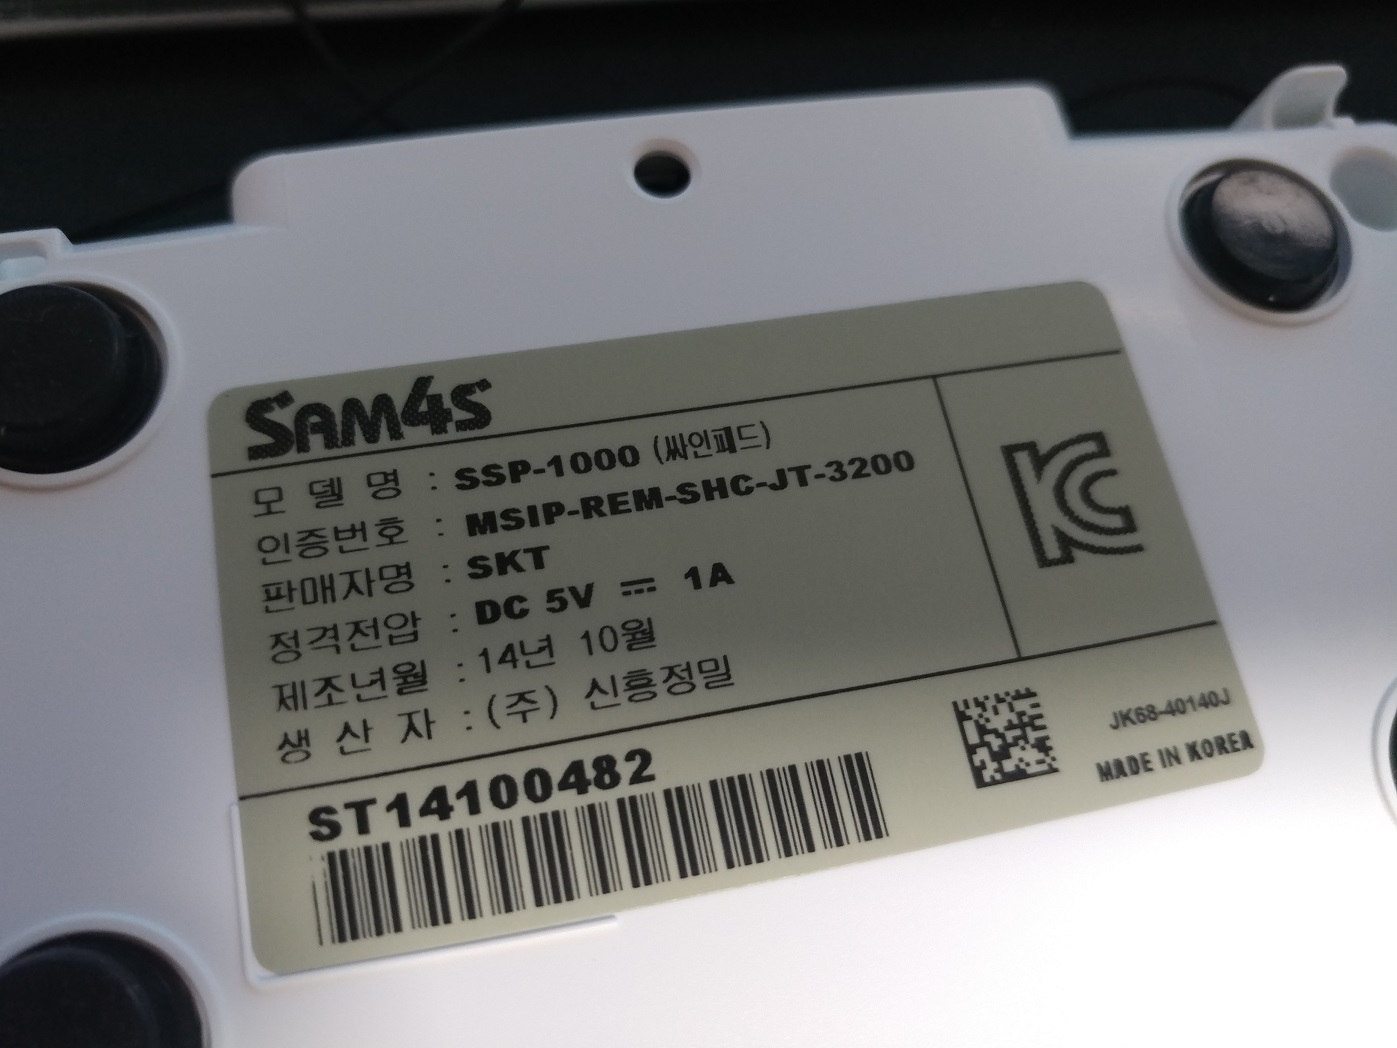 SAM4S
모 델 명 : SSP-1000 (싸인패드)
인증번호 : MSIP-REM-SHC-JT-3200
판매자명 : SKT
정격전압 : DC 5V ⎓ 1A
제조년월 : 14년 10월
생 산 자 : (주) 신흥정밀
ST14100482
JK68-40140J
MADE IN KOREA